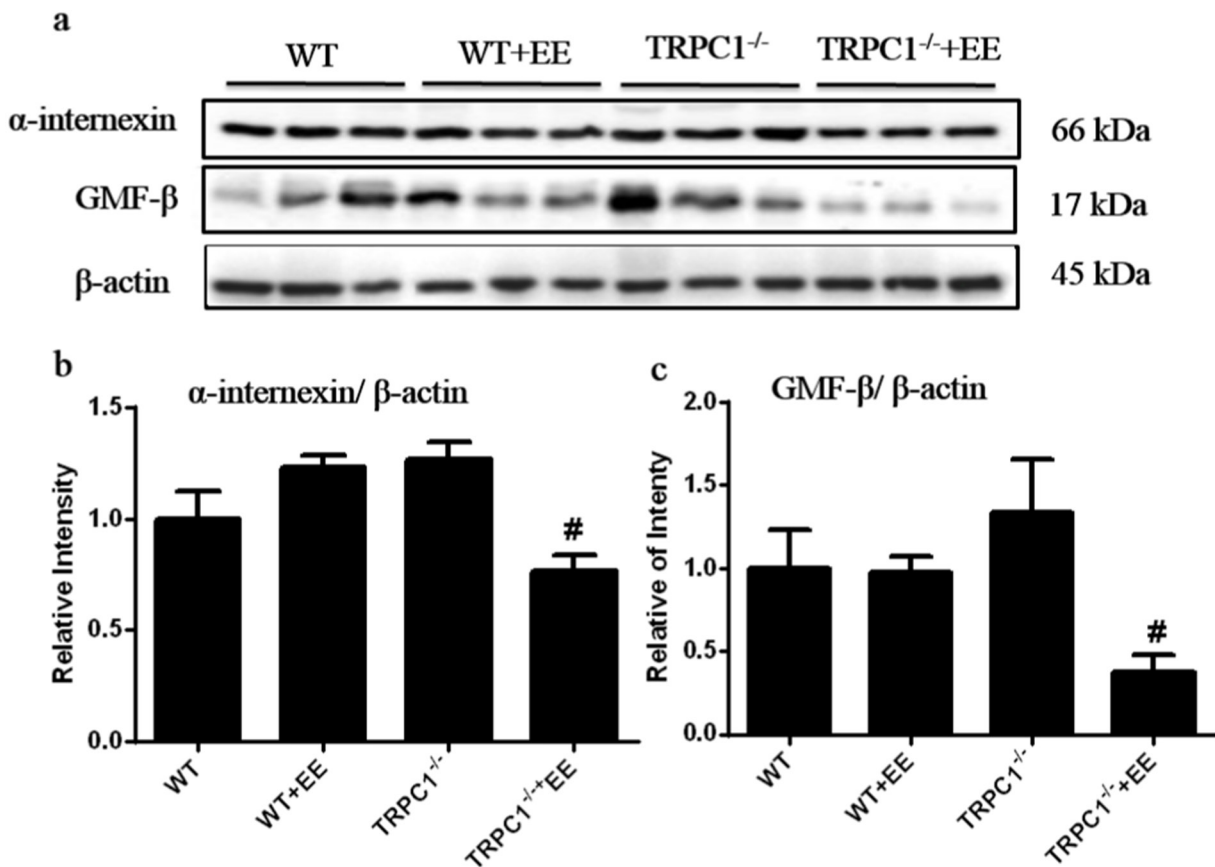 a
WT WT+EE TRPC1-/- TRPC1-/-+EE
α-internexin 66 kDa
GMF-β 17 kDa
β-actin 45 kDa
b
α-internexin/ β-actin
Relative Intensity
1.5
1.0
0.5
0.0
#
WT WT+EE TRPC1-/- TRPC1-/-+EE
c
GMF-β/ β-actin
Relative of Intenty
2.0
1.5
1.0
0.5
0.0
#
WT WT+EE TRPC1-/- TRPC1-/-+EE